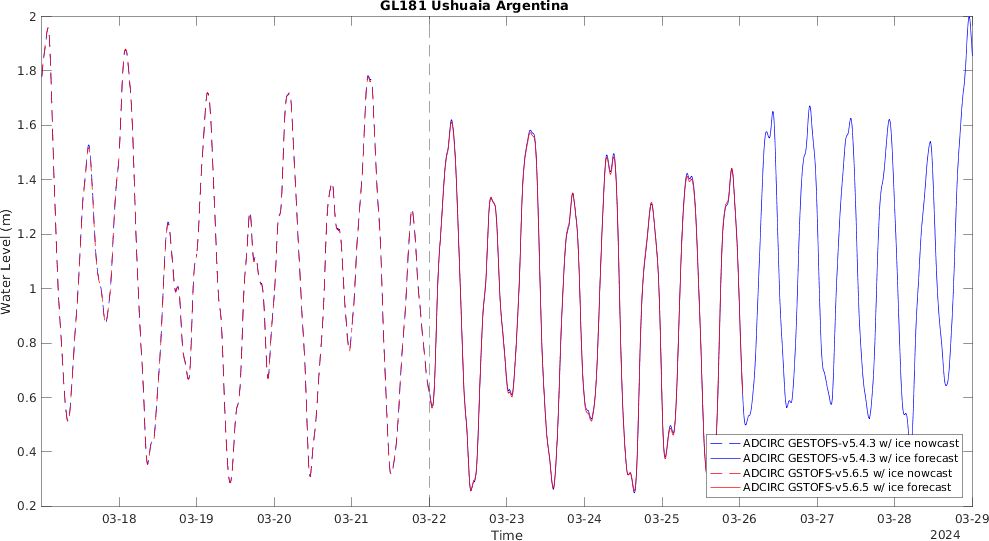 GL181 Ushuaia Argentina
2
1.8
1.6
1.4
1.2
1
0.8
0.6
0.4
0.2
Water Level (m)
ADCIRC GESTOFS-v5.4.3 w/ ice nowcast
ADCIRC GESTOFS-v5.4.3 w/ ice forecast
ADCIRC GSTOFS-v5.6.5 w/ ice nowcast
ADCIRC GSTOFS-v5.6.5 w/ ice forecast
03-18 03-19 03-20 03-21 03-22 03-23 03-24 03-25 03-26 03-27 03-28 03-29
Time
2024